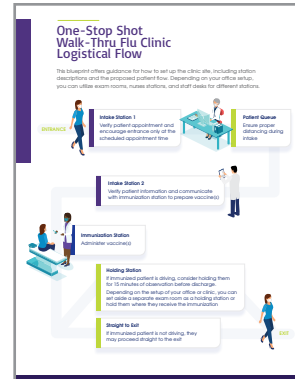 One-Stop Shot
Walk-Thru Flu Clinic
Logistical Flow
This blueprint offers guidance for how to set up the clinic site, including station
descriptions and the proposed patient flow. Depending on your office setup,
you can utilize exam rooms, nurses stations, and staff desks for different stations.
ENTRANCE
Intake Station 1
Verify patient appointment and
encourage entrance only at the
scheduled appointment time
Patient Queue
Ensure proper
distancing during
intake
Intake Station 2
Verify patient information and communicate
with immunization station to prepare vaccine(s)
Immunization Station
Administer vaccine(s)
Holding Station
If immunized patient is driving, consider holding them
for 15 minutes of observation before discharge.
Depending on the setup of your office or clinic, you can
set aside a separate exam room as a holding station or
hold them where they receive the immunization
Straight to Exit
If immunized patient is not driving, they
may proceed straight to the exit
EXIT